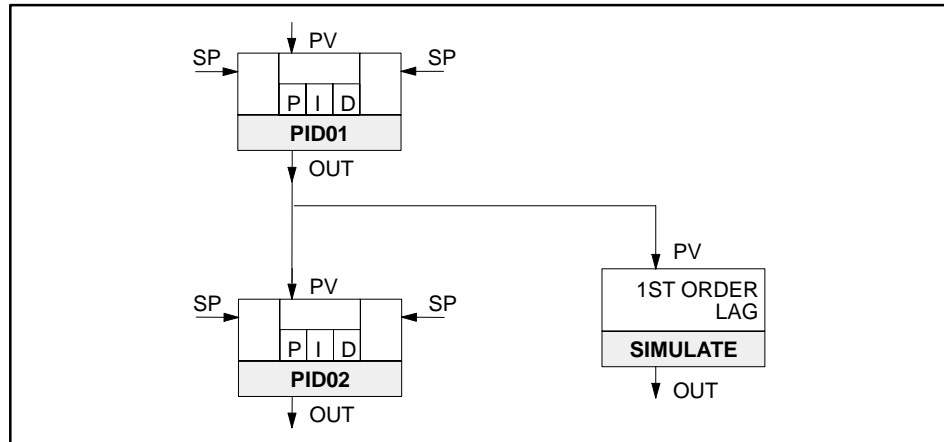 PV
SP SP
P I D
PID01
OUT
PV
SP SP
P I D
PID02
OUT
PV
1ST ORDER
LAG
SIMULATE
OUT